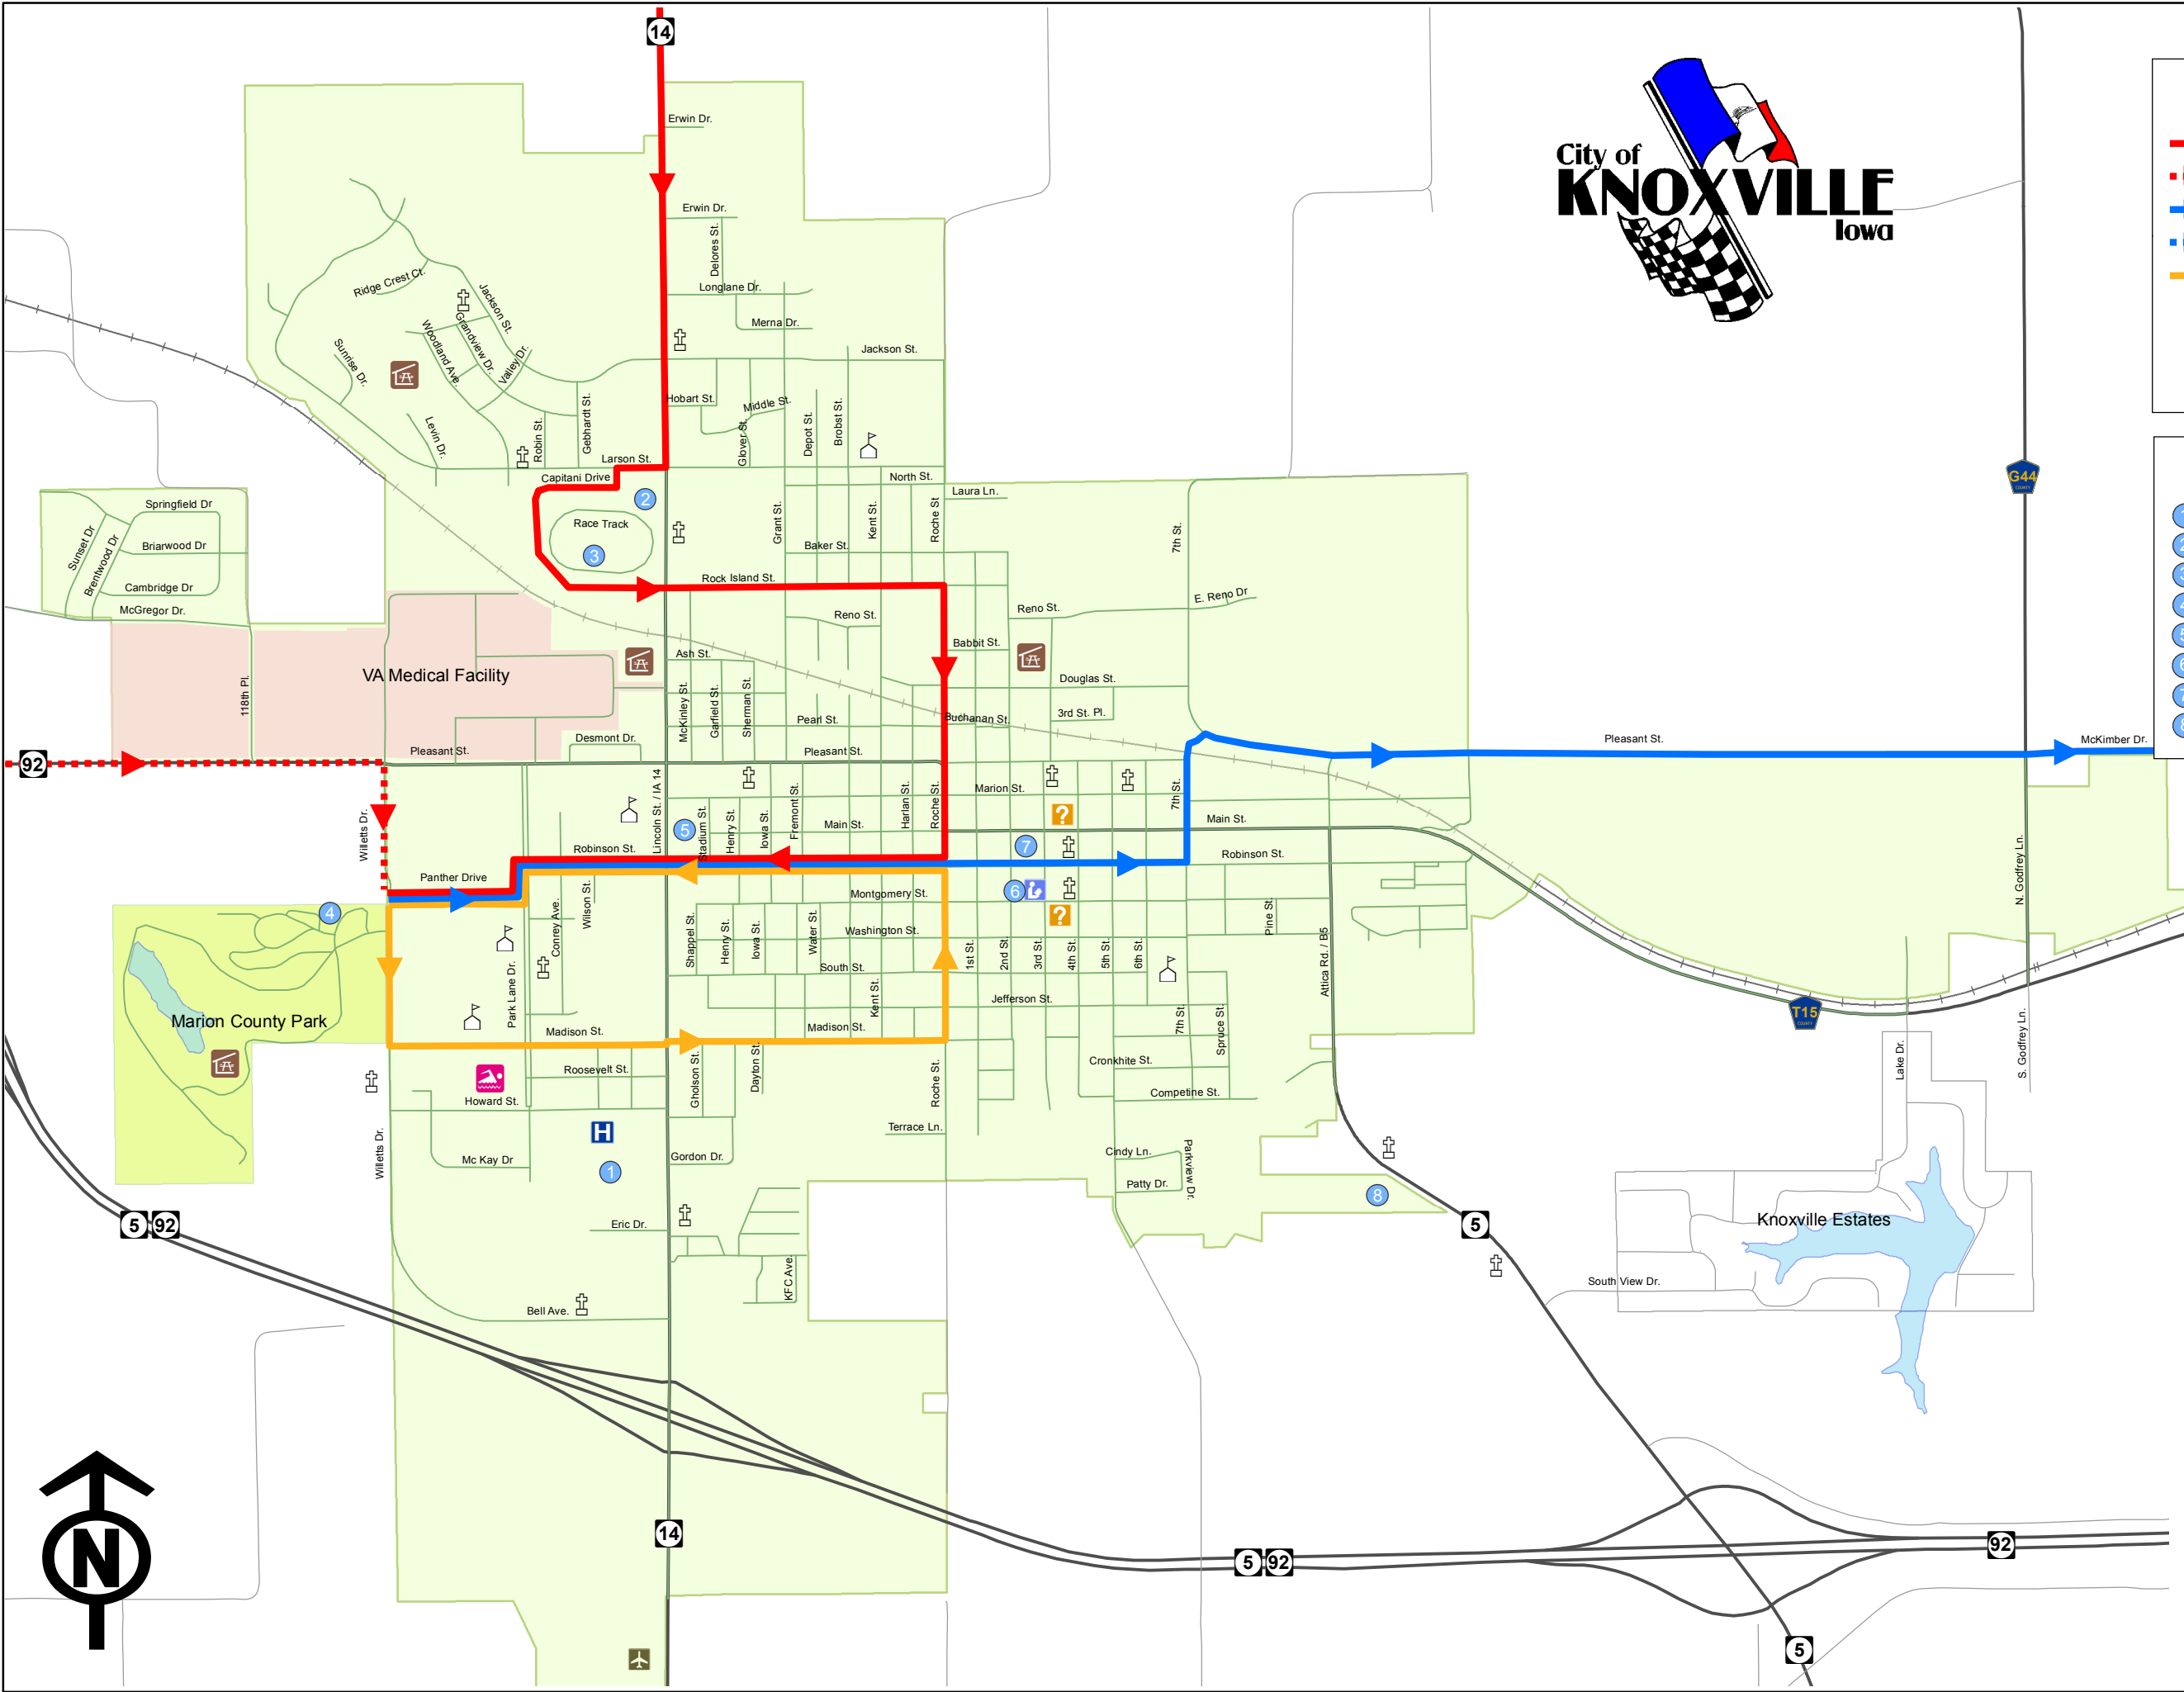 14
Erwin Dr.
City of
KNOXVILLE
Iowa
Erwin Dr.
Delores St.
Ridge Crest Ct.
Jackson St.
Longlane Dr.
Merna Dr.
Grandview Dr.
Woodland Ave.
Sunrise Dr.
Valley Dr.
Jackson St.
Hobart St.
Middle St.
Gebhardt St.
Robin St.
Levin Dr.
Glover St.
Depot St.
Brobst St.
Larson St.
Capitani Drive
North St.
Laura Ln.
G44
COUNTY
2
Springfield Dr
Sunset Dr
Brentwood Dr
Briarwood Dr
Cambridge Dr
McGregor Dr.
Race Track
3
Grant St.
Kent St.
Roche St
Baker St.
7th St.
Rock Island St.
Reno St.
Reno St.
E. Reno Dr
Babbit St.
Ash St.
VA Medical Facility
118th Pl.
McKinley St.
Garfield St.
Sherman St.
Douglas St.
3rd St. Pl.
Pearl St.
Buchanan St.
Desmont Dr.
Pleasant St.
Pleasant St.
Pleasant St.
McKimber Dr.
92
Marion St.
7th St.
Willetts Dr.
Lincoln St. / IA 14
5
Stadium St.
Henry St.
Iowa St.
Fremont St.
Main St.
Harlan St.
Roche St.
?
Main St.
7
Robinson St.
Robinson St.
Panther Drive
Montgomery St.
6
4
?
Conrey Ave.
Wilson St.
Shappel St.
Henry St.
Iowa St.
Water St.
Washington St.
1st St.
2nd St.
3rd St.
4th St.
5th St.
6th St.
Pine St.
Attica Rd. / B5
N. Godfrey Ln.
South St.
Park Lane Dr.
Kent St.
Jefferson St.
Marion County Park
Madison St.
Madison St.
7th St.
Spruce St.
T15
COUNTY
Lake Dr.
S. Godfrey Ln.
Cronkhite St.
Roosevelt St.
Gholson St.
Dayton St.
Roche St.
Howard St.
Competine St.
H
Terrace Ln.
Willetts Dr.
Mc Kay Dr
1
Gordon Dr.
Cindy Ln.
Parkview Dr.
Patty Dr.
8
5 92
Eric Dr.
5
Knoxville Estates
KFC Ave.
South View Dr.
Bell Ave.
N
14
5 92
92
5